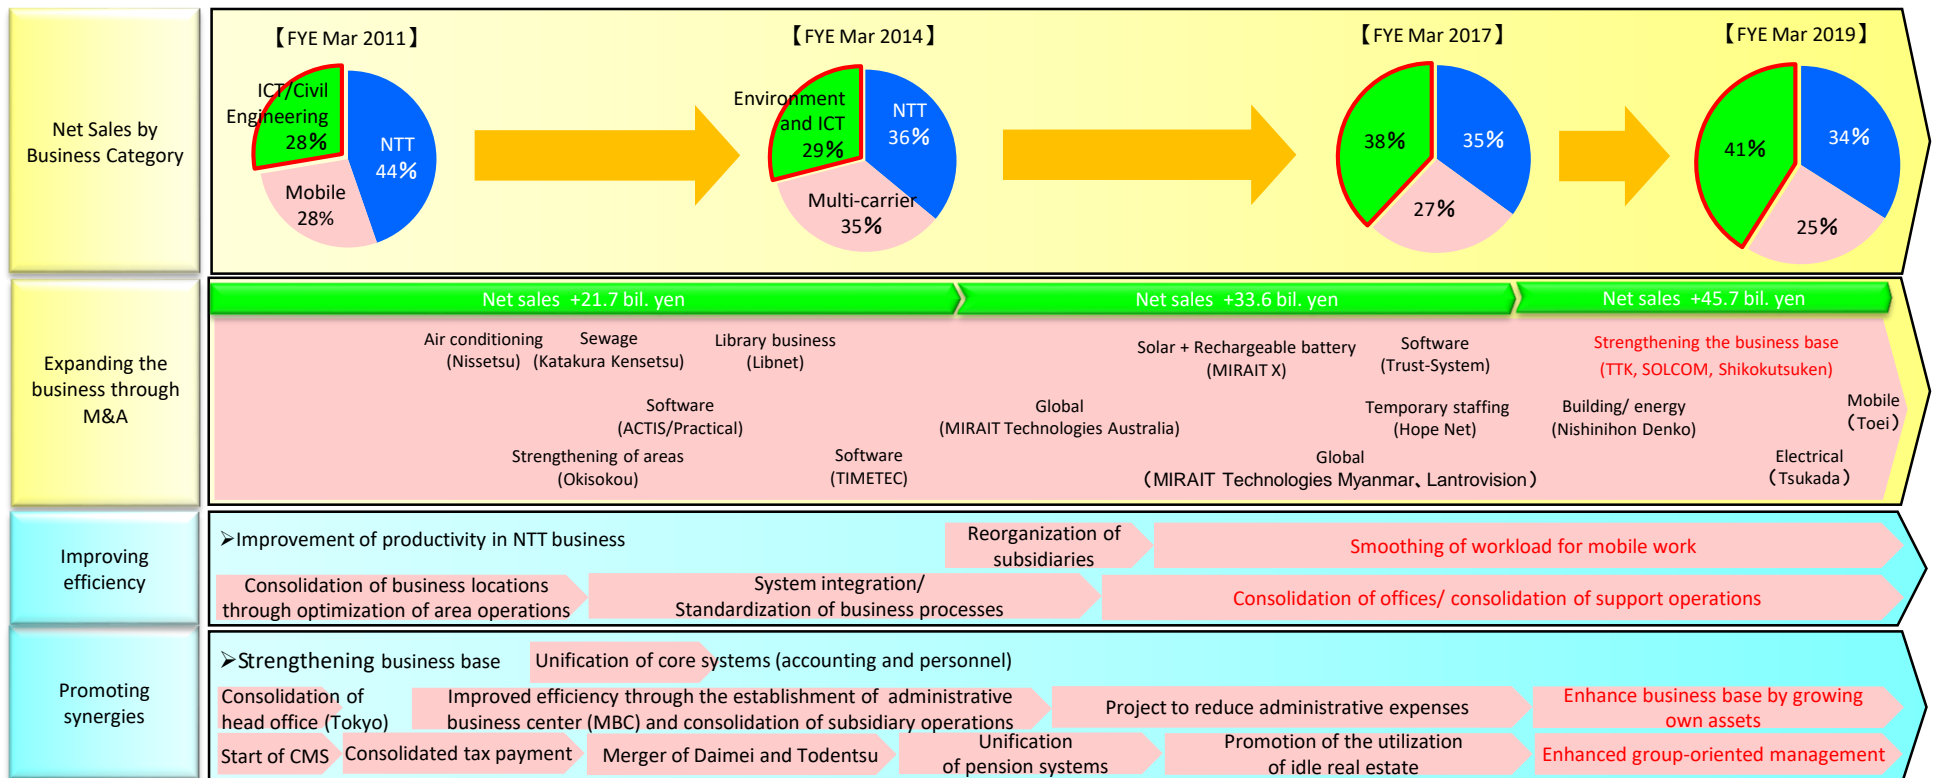 Net Sales by
Business Category
【FYE Mar 2011】
【FYE Mar 2014】
【FYE Mar 2017】
【FYE Mar 2019】
ICT/Civil
Engineering
28%
NTT
44%
Mobile
28%
Environment
and ICT
29%
NTT
36%
Multi-carrier
35%
38%
35%
27%
41%
34%
25%
Expanding the
business through
M&A
Net sales +21.7 bil. yen
Net sales +33.6 bil. yen
Net sales +45.7 bil. yen
Air conditioning
(Nissetsu)
Sewage
(Katakura Kensetsu)
Library business
(Libnet)
Solar + Rechargeable battery
(MIRAIT X)
Software
(Trust-System)
Strengthening the business base
(TTK, SOLCOM, Shikokutsuken)
Software
(ACTIS/Practical)
Global
(MIRAIT Technologies Australia)
Temporary staffing
(Hope Net)
Building/ energy
(Nishinihon Denko)
Mobile
(Toei)
Strengthening of areas
(Okisokou)
Software
(TIMETEC)
Global
(MIRAIT Technologies Myanmar、Lantrovision)
Electrical
(Tsukada)
Improving
efficiency
➢Improvement of productivity in NTT business
Reorganization of
subsidiaries
Smoothing of workload for mobile work
Consolidation of business locations
through optimization of area operations
System integration/
Standardization of business processes
Consolidation of offices/ consolidation of support operations
Promoting
synergies
➢Strengthening business base
Unification of core systems (accounting and personnel)
Consolidation of
head office (Tokyo)
Improved efficiency through the establishment of administrative
business center (MBC) and consolidation of subsidiary operations
Project to reduce administrative expenses
Enhance business base by growing
own assets
Start of CMS
Consolidated tax payment
Merger of Daimei and Todentsu
Unification
of pension systems
Promotion of the utilization
of idle real estate
Enhanced group-oriented management